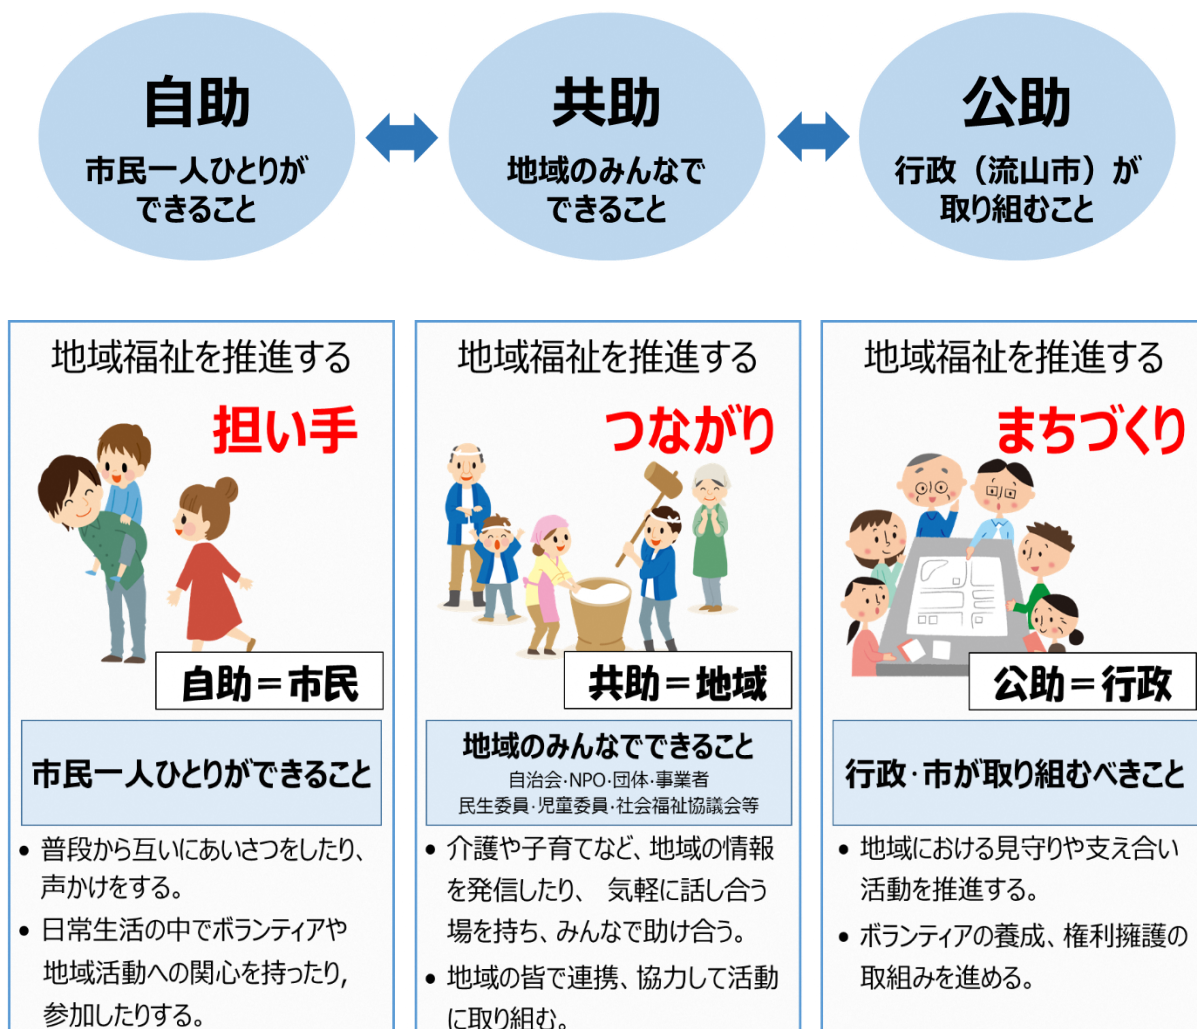 自助
市民一人ひとりが
できること
共助
地域のみんなで
できること
公助
行政（流山市）が
取り組むこと
地域福祉を推進する
担い手
自助＝市民
市民一人ひとりができること
• 普段から互いにあいさつをしたり、
声かけをする。
• 日常生活の中でボランティアや
地域活動への関心を持ったり,
参加したりする。
地域福祉を推進する
つながり
共助＝地域
地域のみんなでできること
自治会･NPO･団体･事業者
民生委員･児童委員･社会福祉協議会等
• 介護や子育てなど、地域の情報
を発信したり、 気軽に話し合う
場を持ち、みんなで助け合う。
• 地域の皆で連携、協力して活動
に取り組む。
地域福祉を推進する
まちづくり
公助＝行政
行政･市が取り組むべきこと
• 地域における見守りや支え合い
活動を推進する。
• ボランティアの養成、権利擁護の
取組みを進める。